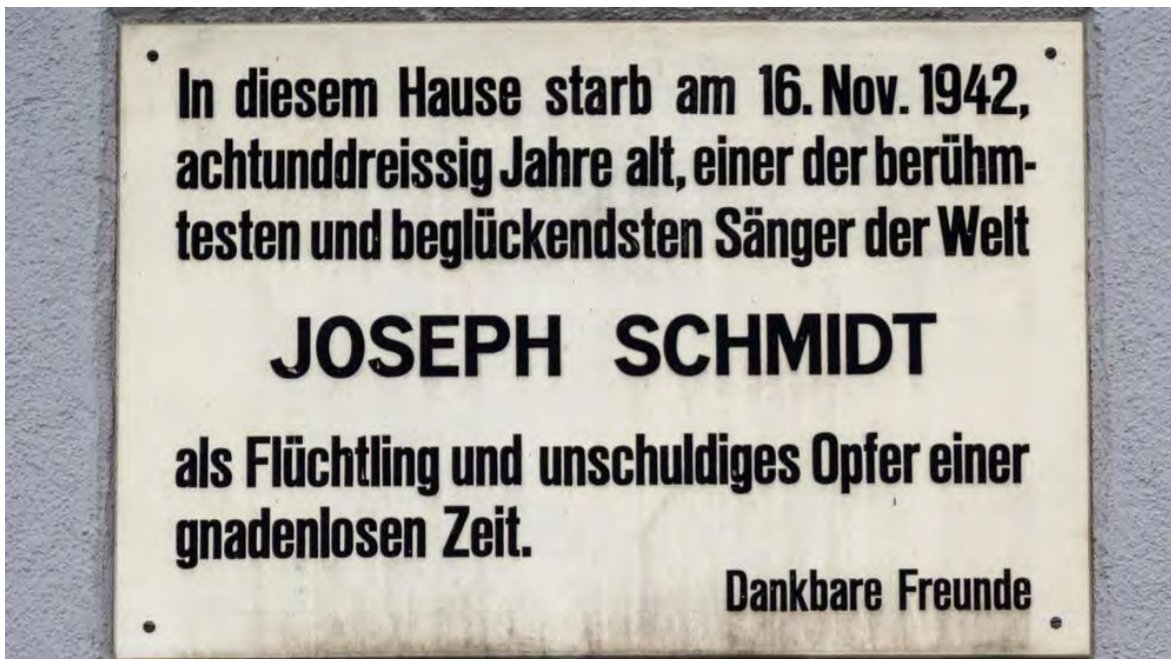 In diesem Hause starb am 16. Nov. 1942,
achtunddreissig Jahre alt, einer der berühm-
testen und beglückendsten Sänger der Welt
JOSEPH SCHMIDT
als Flüchtling und unschuldiges Opfer einer
gnadenlosen Zeit.
Dankbare Freunde